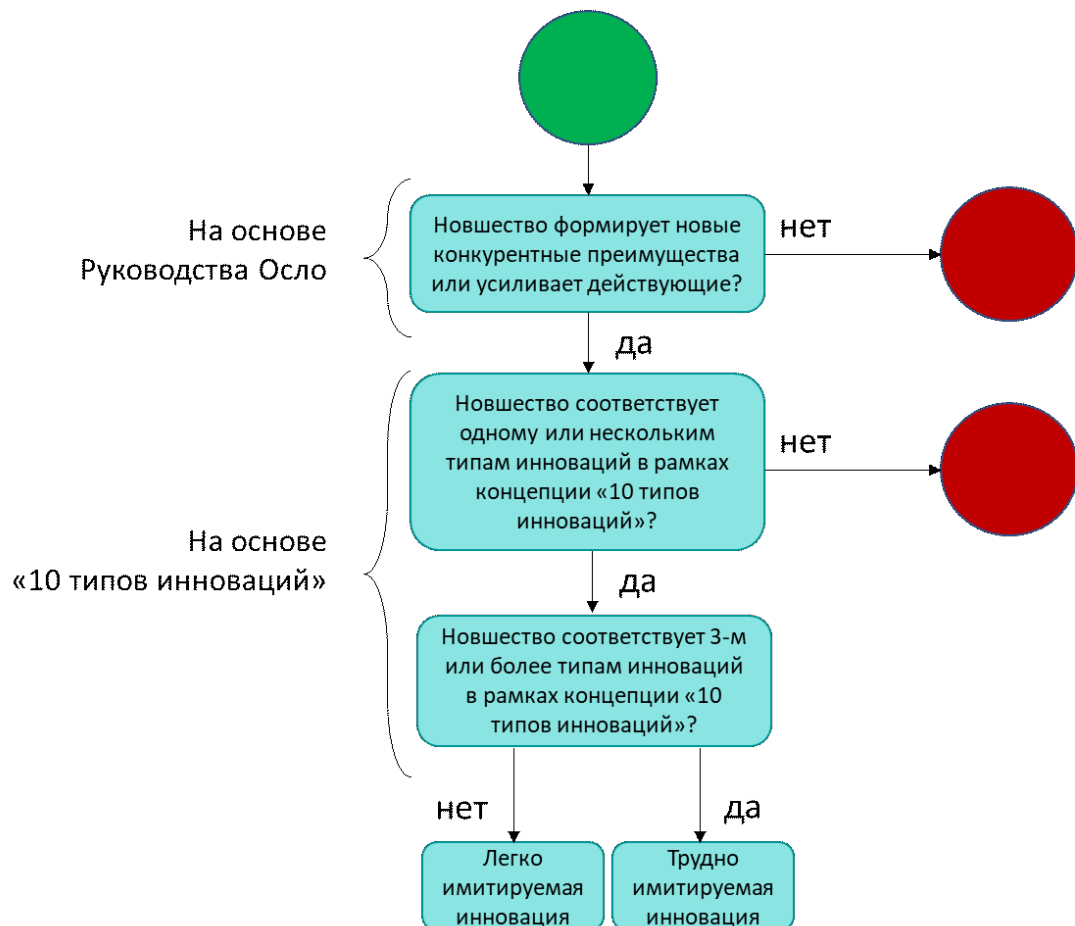 На основе
Руководства Осло
Новшество формирует новые
конкурентные преимущества
или усиливает действующие?
нет
да
Новшество соответствует
одному или нескольким
типам инноваций в рамках
концепции «10 типов
инноваций»?
нет
На основе
«10 типов инноваций»
да
Новшество соответствует 3-м
или более типам инноваций
в рамках концепции «10
типов инноваций»?
нет
да
Легко
имитируемая
инновация
Трудно
имитируемая
инновация